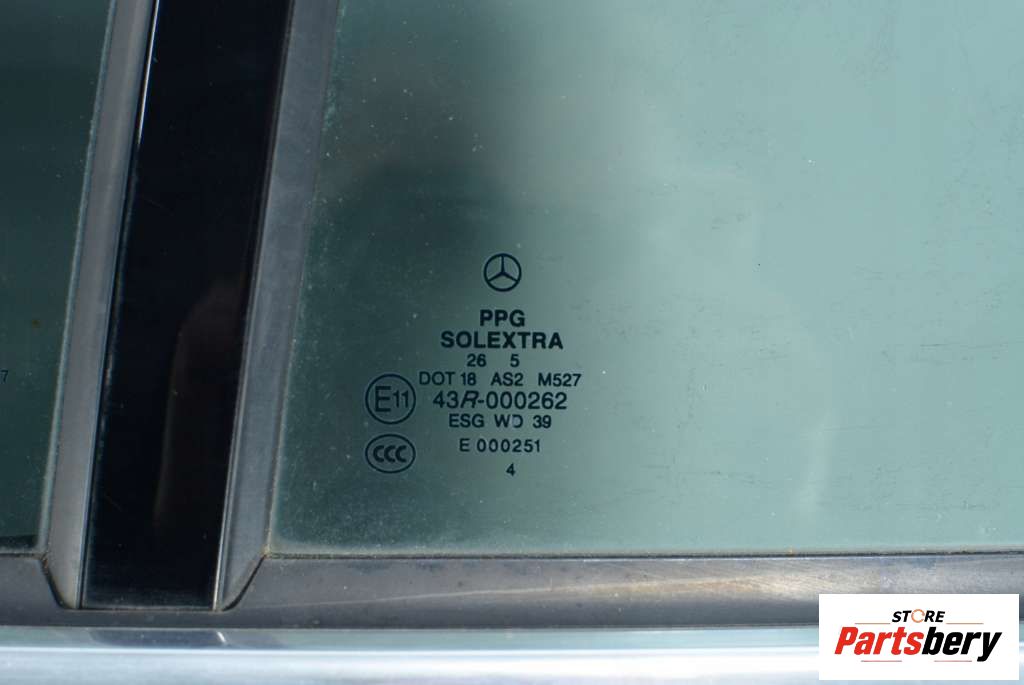 PPG
SOLEXTRA
26 5
DOT 18 AS2 M527
E11 43R-000262
ESG WD 39
CCC E 000251
4
7
STORE
Partsbery